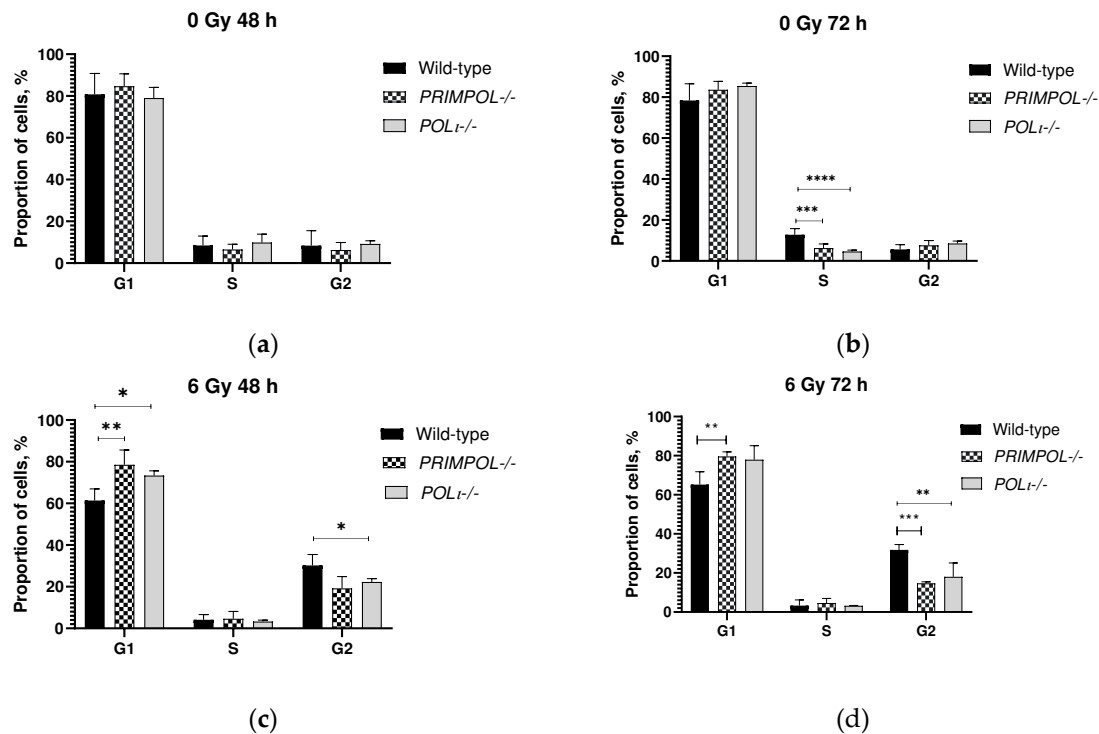 0 Gy 48 h
Proportion of cells, %
100
80
60
40
20
0
G1 S G2
Wild-type
PRIMPOL-/-
POLι-/-
(a)
0 Gy 72 h
Proportion of cells, %
100
80
60
40
20
0
****
***
G1 S G2
Wild-type
PRIMPOL-/-
POLι-/-
(b)
6 Gy 48 h
Proportion of cells, %
100
80
60
40
20
0
*
**
*
G1 S G2
Wild-type
PRIMPOL-/-
POLι-/-
(c)
6 Gy 72 h
Proportion of cells, %
100
80
60
40
20
0
**
**
***
G1 S G2
Wild-type
PRIMPOL-/-
POLι-/-
(d)